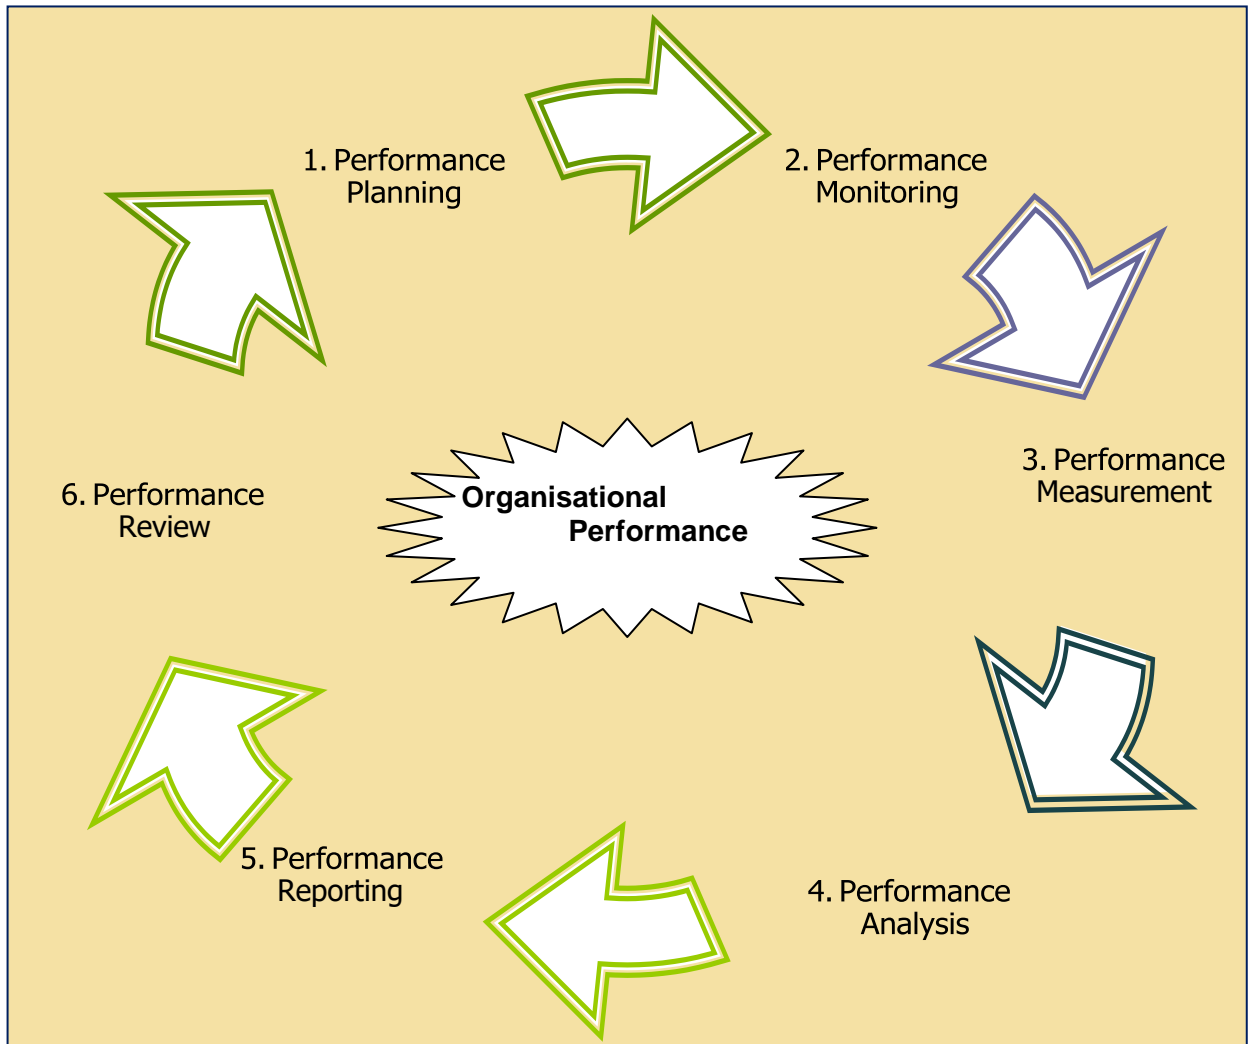 1. Performance
Planning
2. Performance
Monitoring
3. Performance
Measurement
4. Performance
Analysis
5. Performance
Reporting
6. Performance
Review
Organisational
Performance